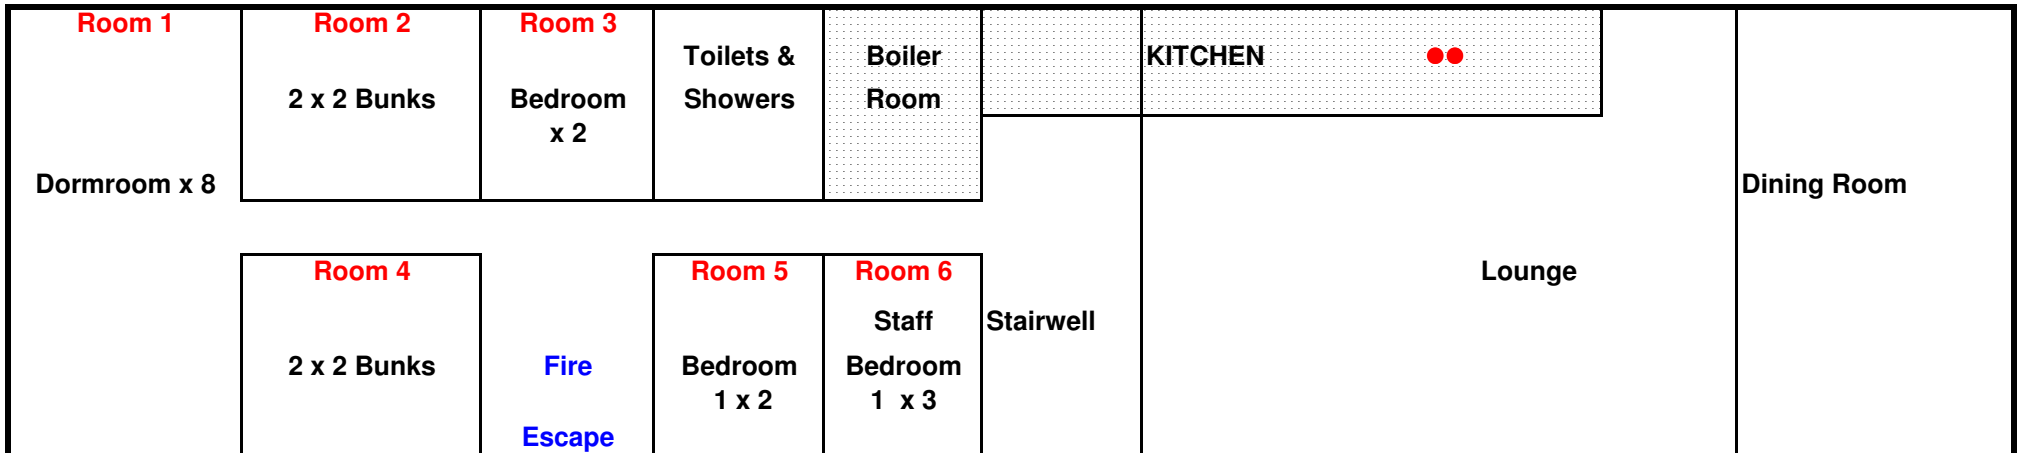 Room 1
Dormroom x 8
Room 2
2 x 2 Bunks
Room 3
Bedroom
x 2
Toilets &
Showers
Boiler
Room
KITCHEN
Dining Room
Room 4
2 x 2 Bunks
Fire
Escape
Room 5
Bedroom
1 x 2
Room 6
Staff
Bedroom
1 x 3
Stairwell
Lounge